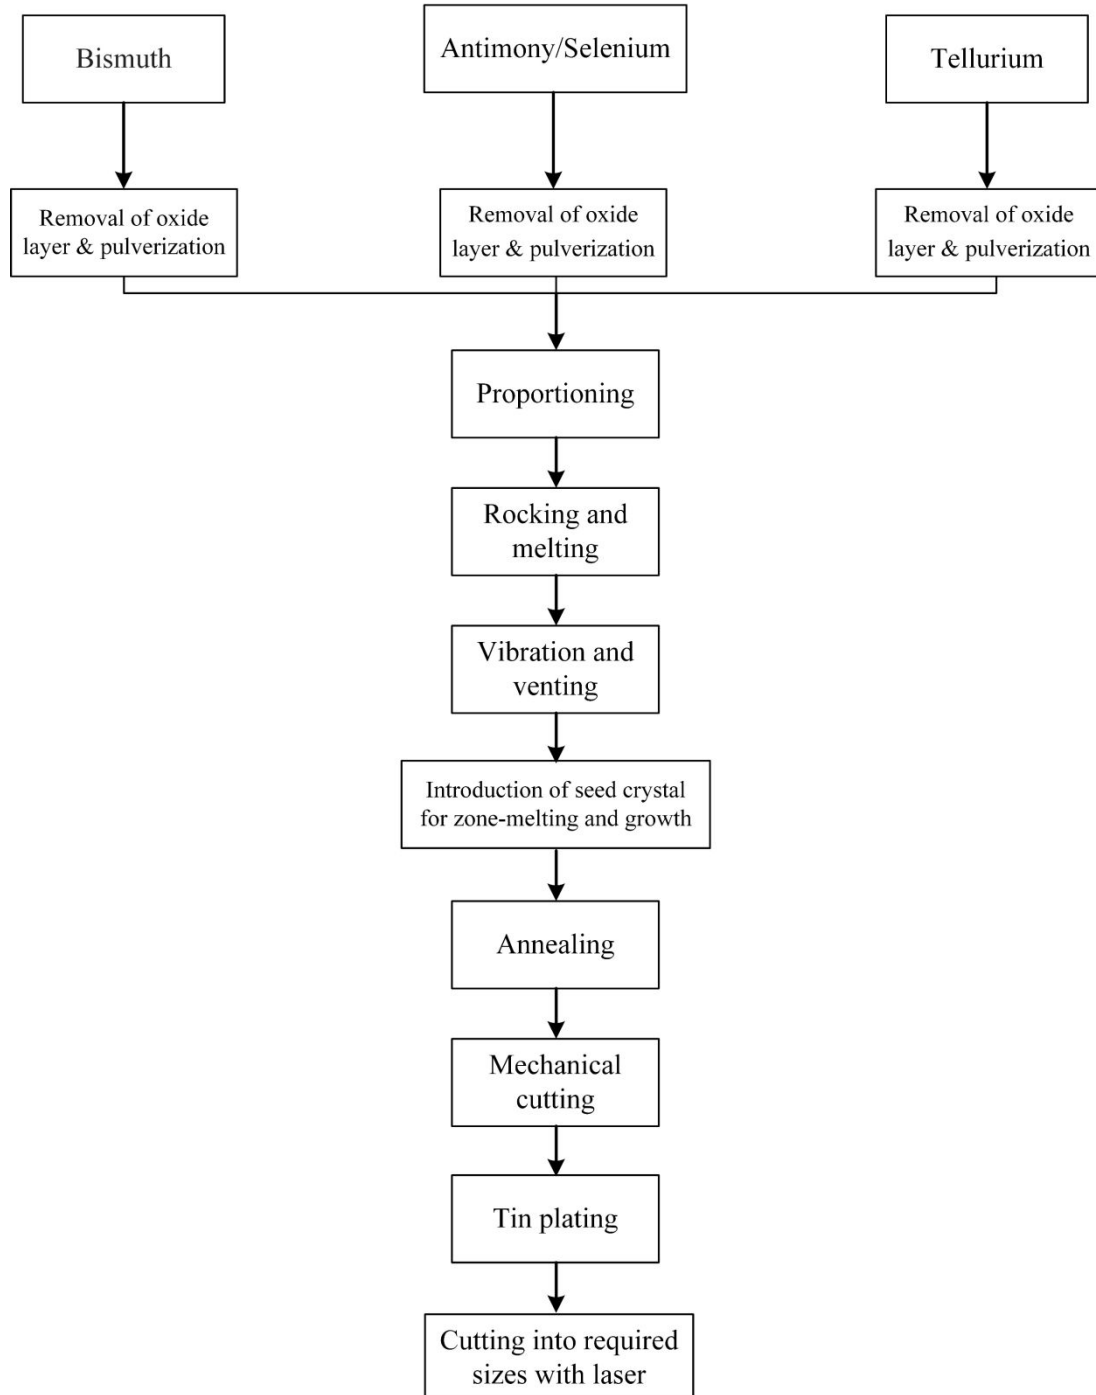 Bismuth
Antimony/Selenium
Tellurium
Removal of oxide
layer & pulverization
Removal of oxide
layer & pulverization
Removal of oxide
layer & pulverization
Proportioning
Rocking and
melting
Vibration and
venting
Introduction of seed crystal
for zone-melting and growth
Annealing
Mechanical
cutting
Tin plating
Cutting into required
sizes with laser